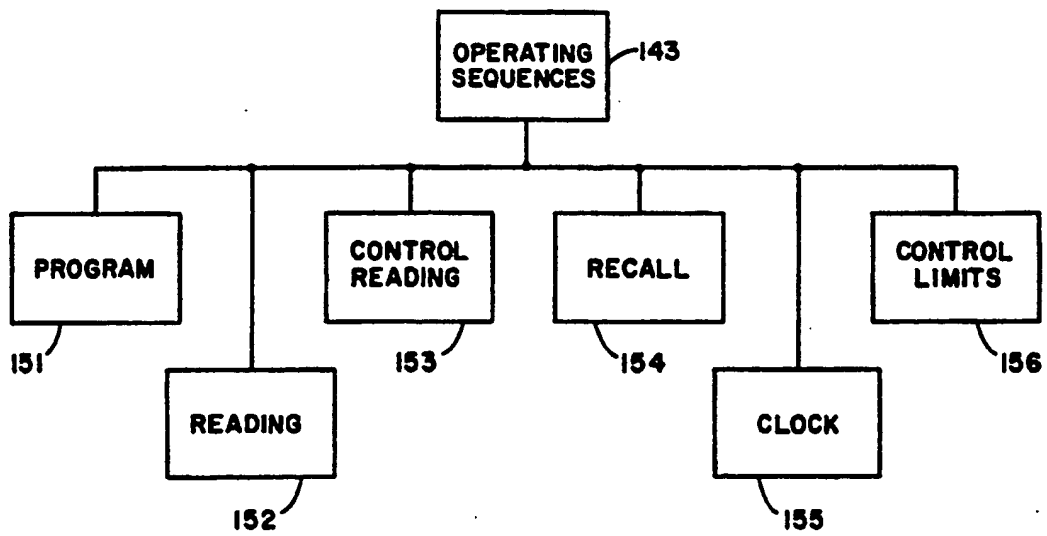 OPERATING
SEQUENCES
143
PROGRAM
151
READING
152
CONTROL
READING
153
RECALL
154
CLOCK
155
CONTROL
LIMITS
156